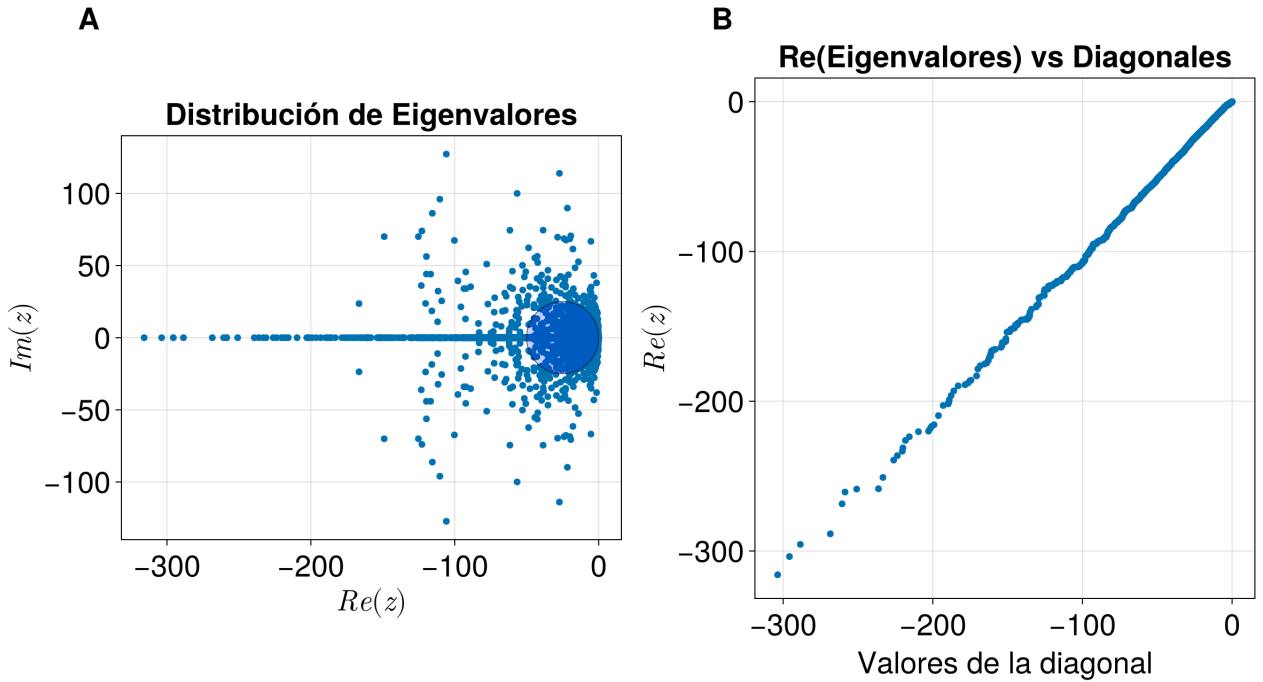 A
Distribución de Eigenvalores
100
50
0
−50
−100
Im(z)
−300
−200
−100
0
Re(z)
B
Re(Eigenvalores) vs Diagonales
0
−100
−200
−300
Re(z)
−300
−200
−100
0
Valores de la diagonal